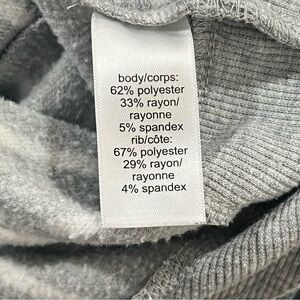 body/corps:
62% polyester
33% rayon/
rayonne
5% spandex
rib/côte:
67% polyester
29% rayon/
rayonne
4% spandex